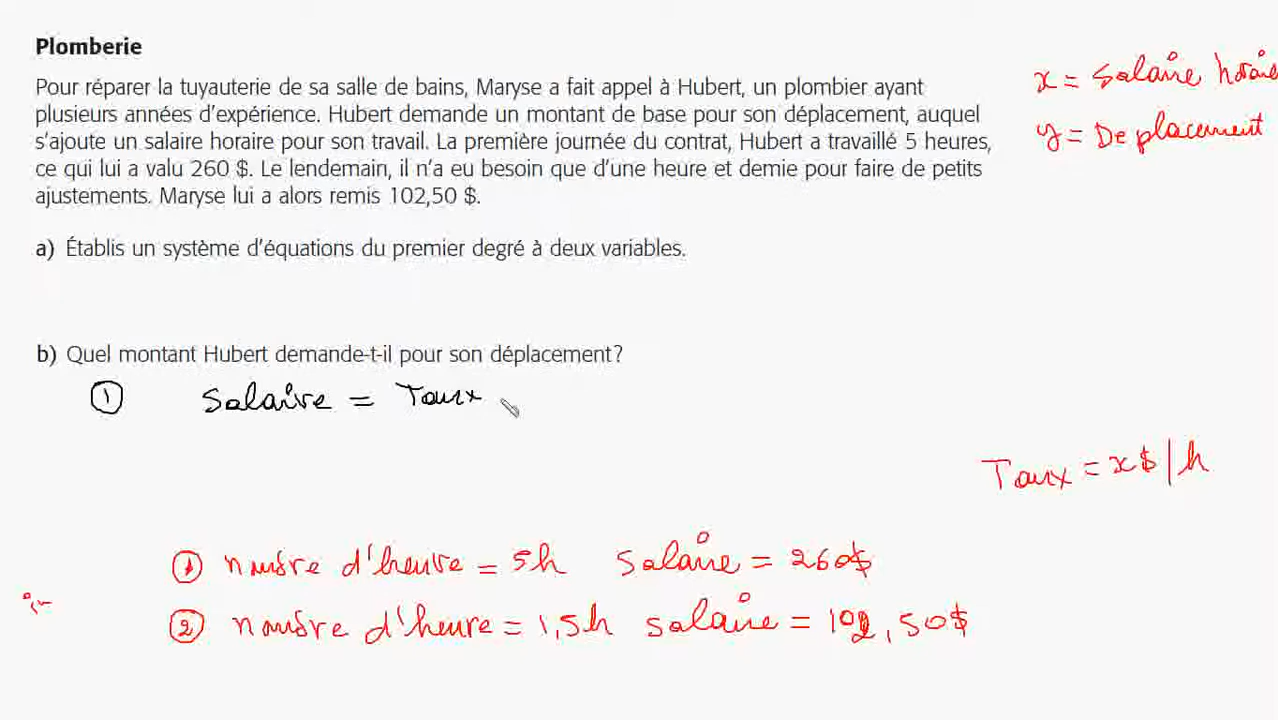 Plomberie
Pour réparer la tuyauterie de sa salle de bains, Maryse a fait appel à Hubert, un plombier ayant
plusieurs années d'expérience. Hubert demande un montant de base pour son déplacement, auquel
s'ajoute un salaire horaire pour son travail. La première journée du contrat, Hubert a travaillé 5 heures,
ce qui lui a valu 260 $. Le lendemain, il n'a eu besoin que d'une heure et demie pour faire de petits
ajustements. Maryse lui a alors remis 102,50 $.
x = Salaire horaire
y = Deplacement
a) Établis un système d'équations du premier degré à deux variables.
b) Quel montant Hubert demande-t-il pour son déplacement?
① Salaire = Taux
Taux = x$|h
① nombre d'heure = 5h salaire = 260$
② nombre d'heure = 1,5h salaire = 102,50$